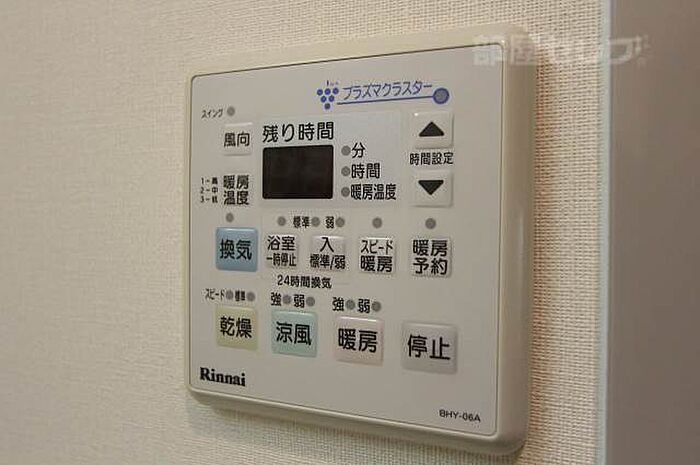 部屋セレブ
プラズマクラスター
スイング
残り時間
風向
分
時間
暖房温度
時間設定
1-高
2-中
3-低
暖房
温度
標準 弱
換気
浴室
一時停止
入
標準/弱
スピード
暖房
暖房
予約
24時間換気
スピード 標準 強 弱 強 弱
乾燥
涼風
暖房
停止
Rinnai
BHY-06A